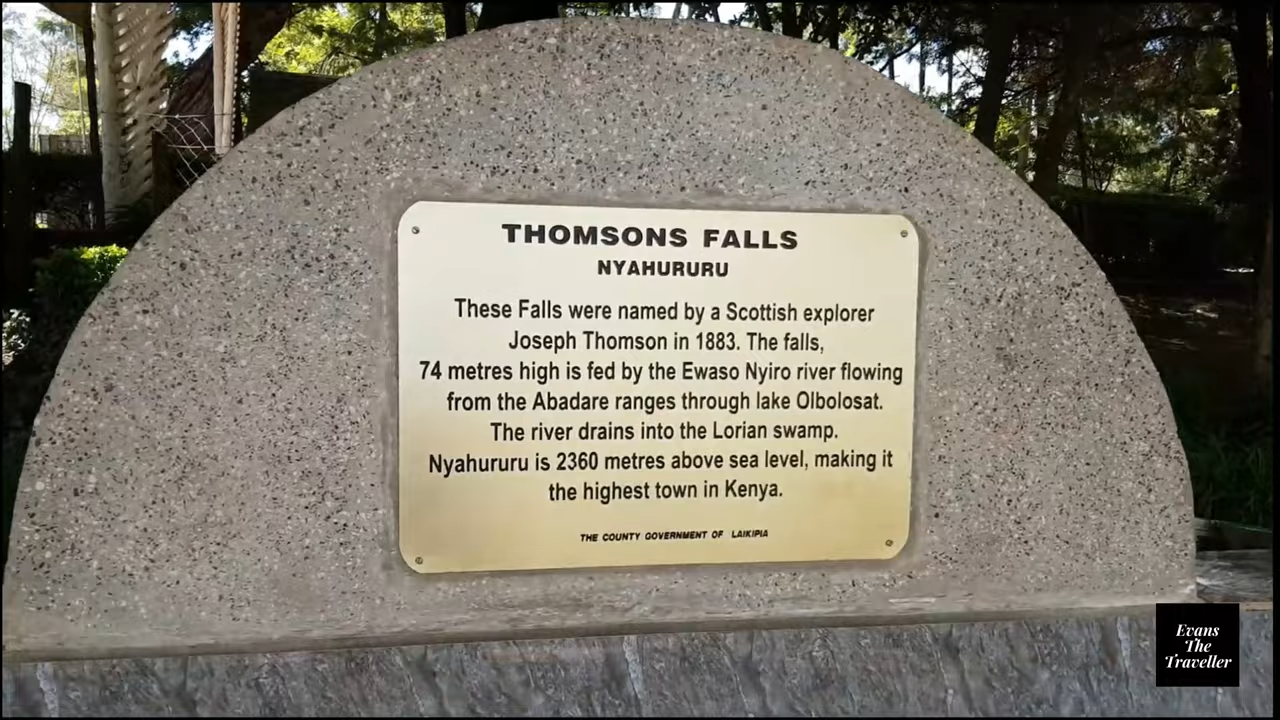 THOMSONS FALLS
NYAHURURU
These Falls were named by a Scottish explorer
Joseph Thomson in 1883. The falls,
74 metres high is fed by the Ewaso Nyiro river flowing
from the Abadare ranges through lake Olbolosat.
The river drains into the Lorian swamp.
Nyahururu is 2360 metres above sea level, making it
the highest town in Kenya.
THE COUNTY GOVERNMENT OF LAIKIPIA
Evans
The
Traveller